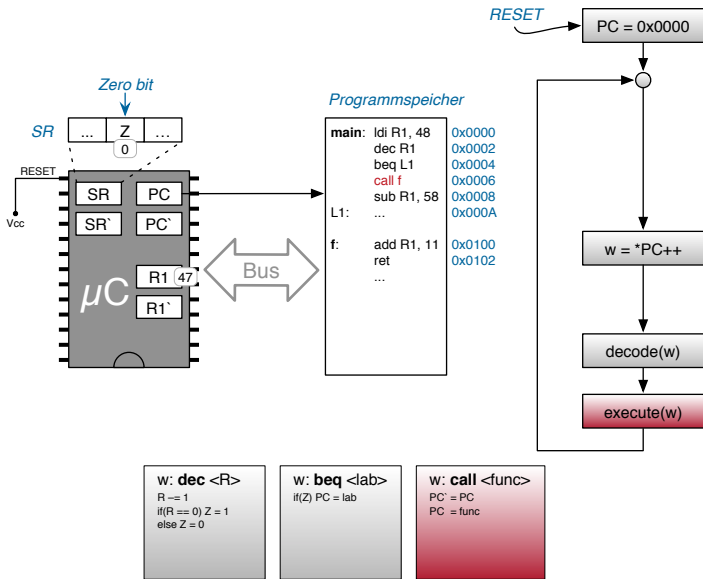 RESET
PC = 0x0000
Zero bit
Programmspeicher
SR
... Z ...
0
RESET
Vcc
SR PC
SR` PC`
R1 47
R1`
µC
Bus
main: ldi R1, 48 0x0000
dec R1 0x0002
beq L1 0x0004
call f 0x0006
sub R1, 58 0x0008
L1: ... 0x000A
f: add R1, 11 0x0100
ret 0x0102
...
w = *PC++
decode(w)
execute(w)
w: dec <R>
R −= 1
if(R == 0) Z = 1
else Z = 0
w: beq <lab>
if(Z) PC = lab
w: call <func>
PC` = PC
PC = func